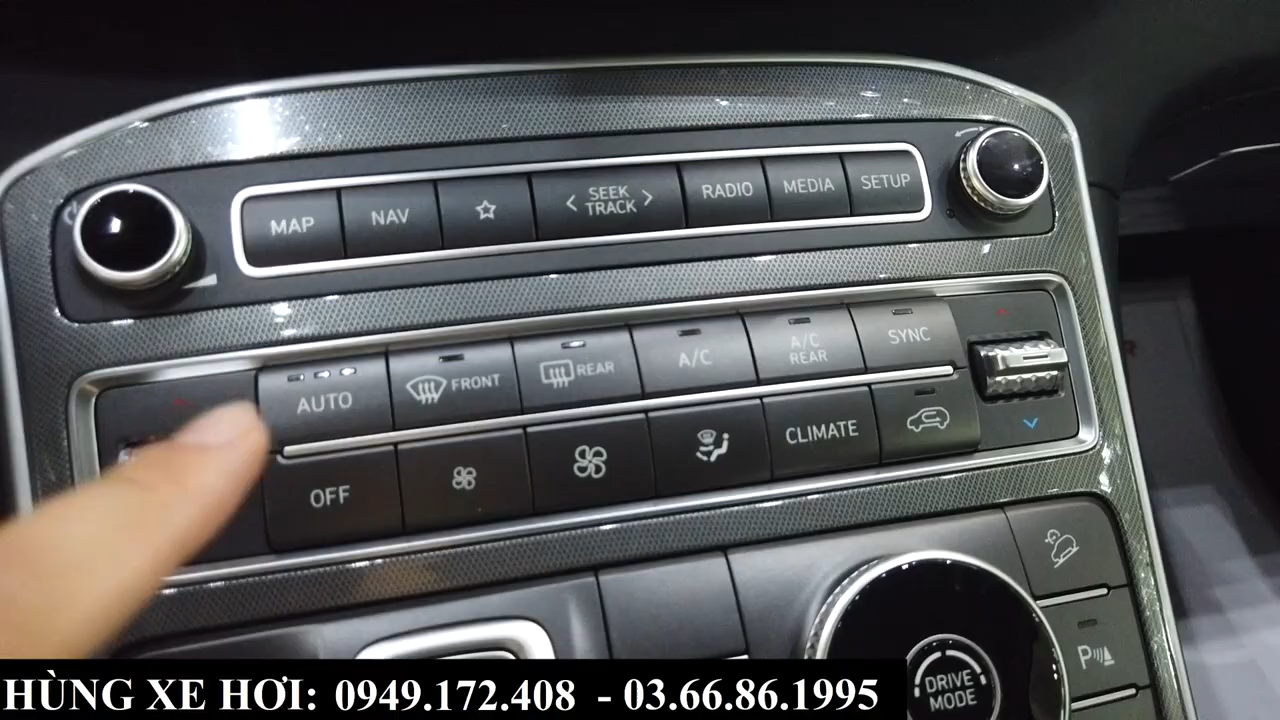 MAP
NAV
SEEK
TRACK
RADIO
MEDIA
SETUP
AUTO
FRONT
REAR
A/C
A/C
REAR
SYNC
OFF
CLIMATE
P
DRIVE
MODE
HÙNG XE HƠI: 0949.172.408 - 03.66.86.1995